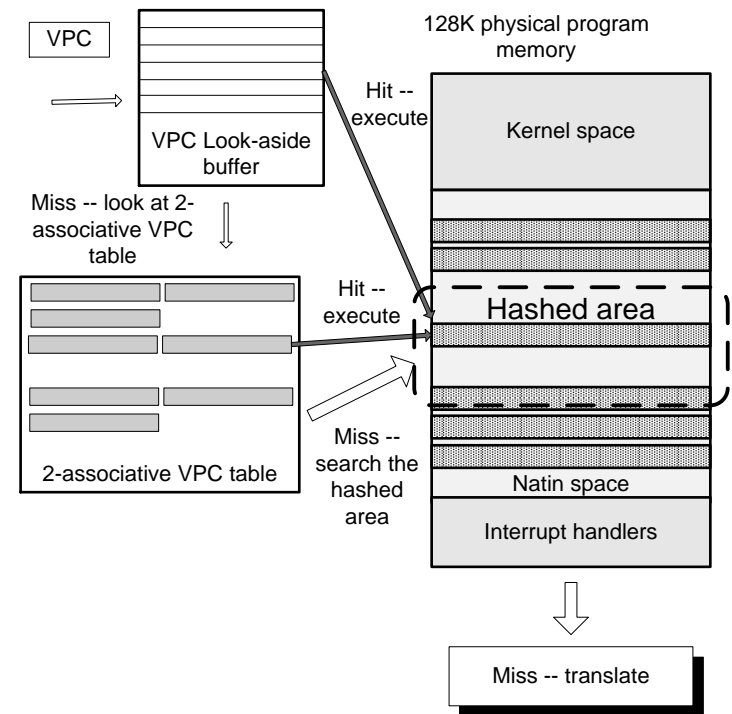 VPC
VPC Look-aside
buffer
128K physical program
memory
Hit --
execute
Kernel space
Miss -- look at 2-
associative VPC
table
Hit --
execute
Hashed area
Miss --
search the
hashed
area
2-associative VPC table
Natin space
Interrupt handlers
Miss -- translate